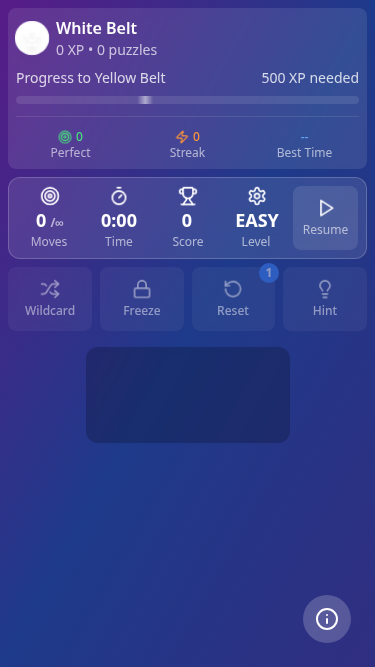 White Belt
0 XP • 0 puzzles
Progress to Yellow Belt 500 XP needed
0 0 --
Perfect Streak Best Time
0 /∞ 0:00 0 EASY
Moves Time Score Level Resume
1
Wildcard Freeze Reset Hint